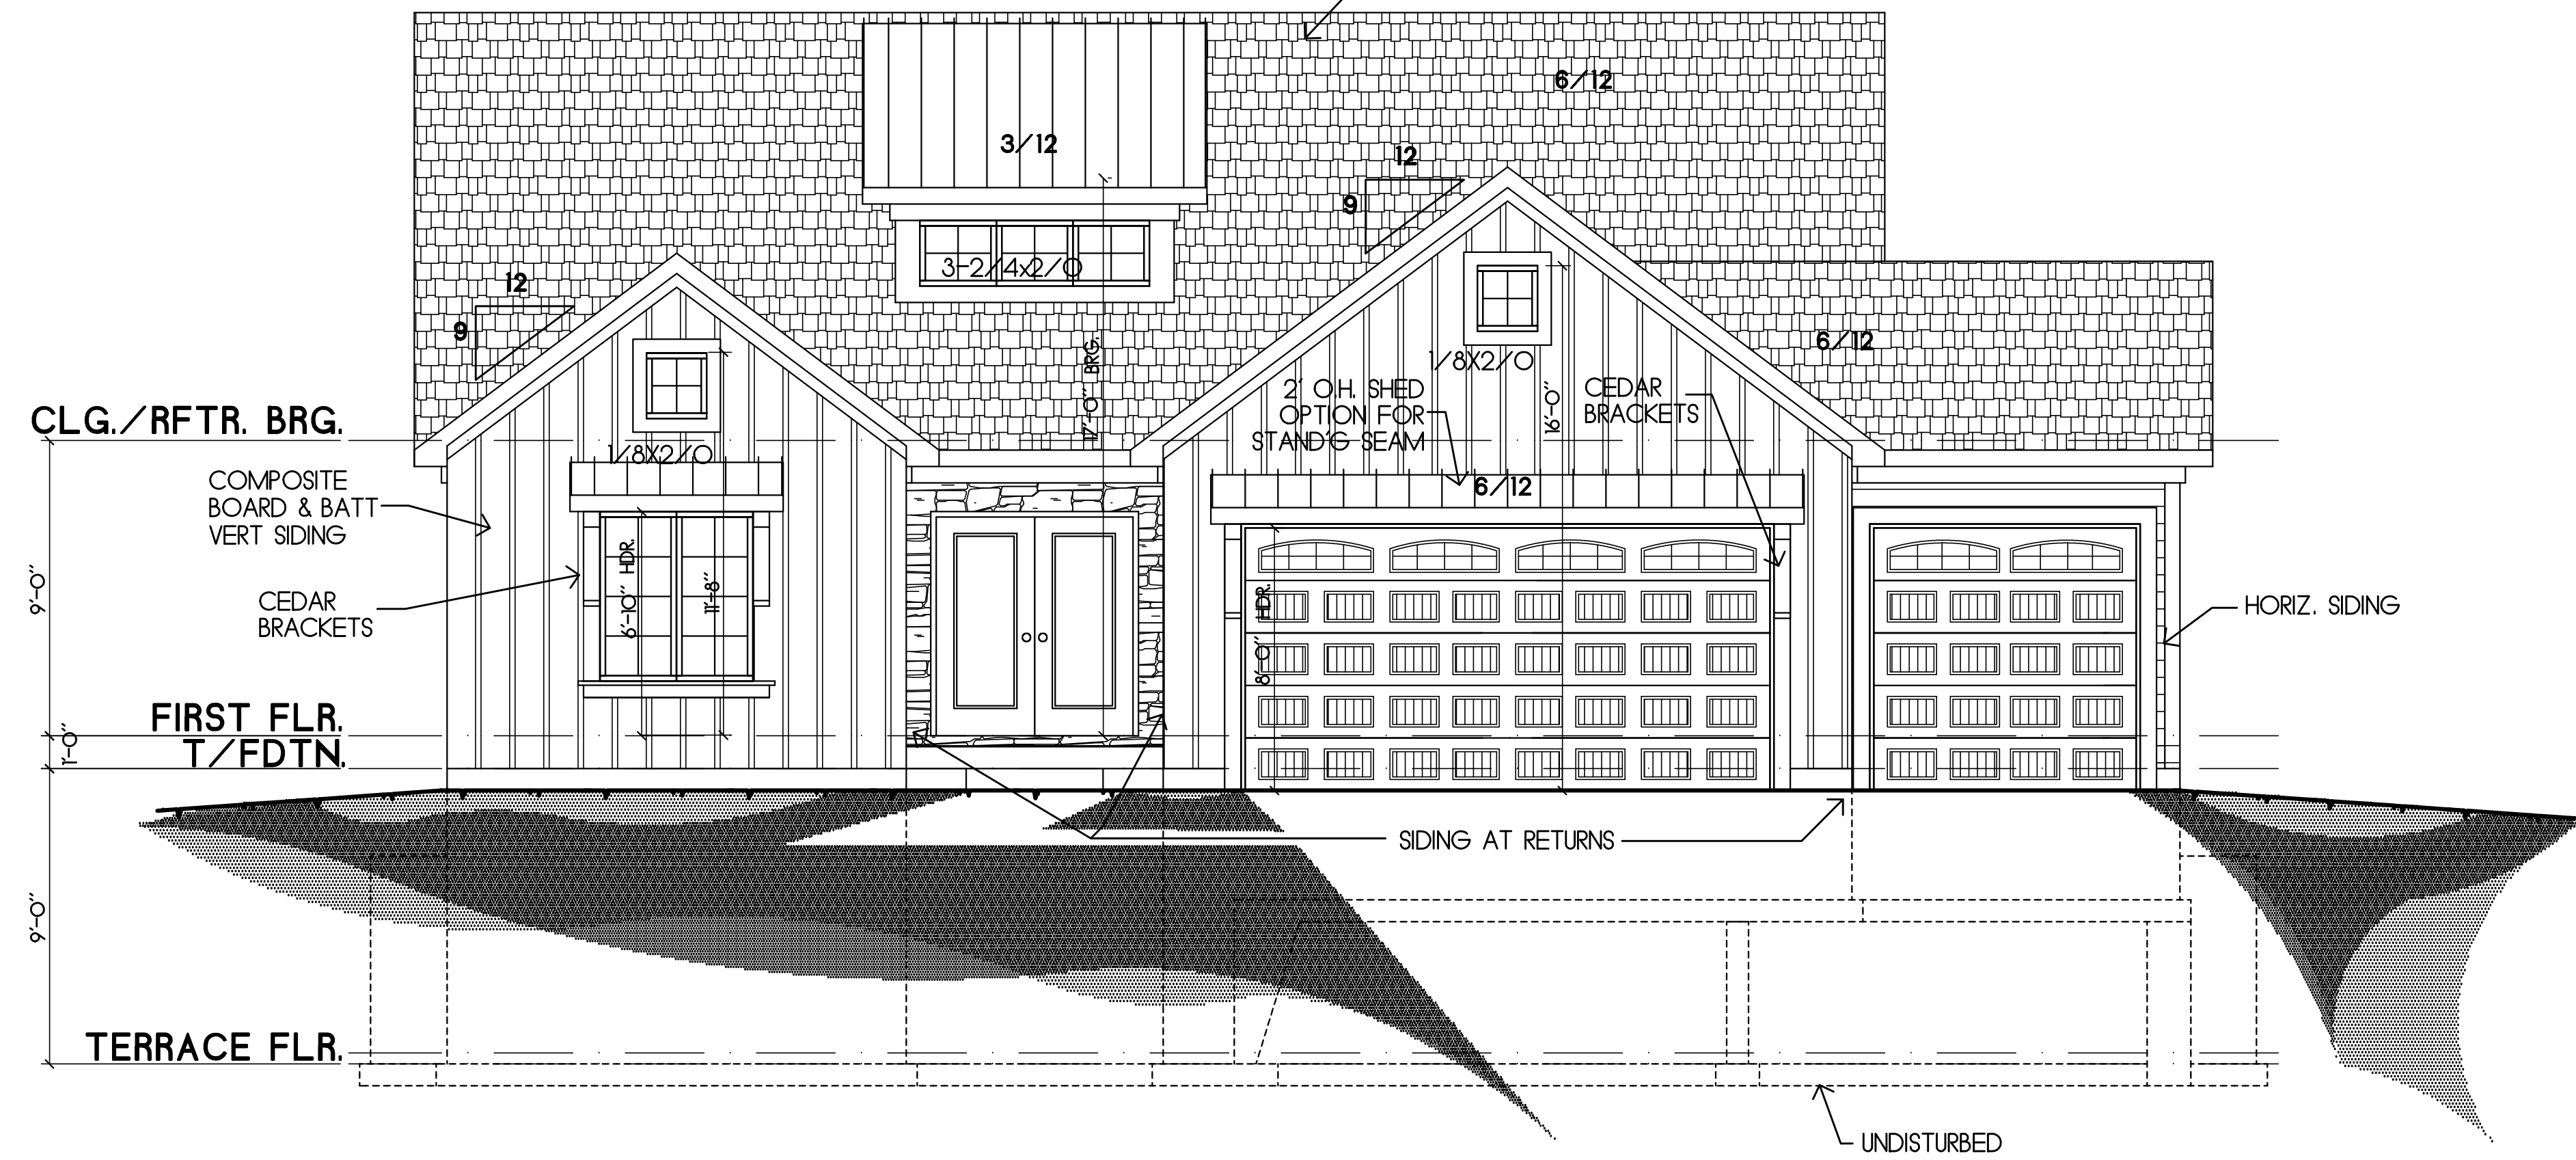 6/12
3/12
12
9
3-2/4x2/0
12
9
6/12
1/8X2/0
17'-0" BRG.
2' O.H. SHED
OPTION FOR
STAND'G SEAM
CEDAR
BRACKETS
16'-0"
CLG./RFTR. BRG.
1/8X2/0
COMPOSITE
BOARD & BATT
VERT SIDING
6/12
9'-0"
CEDAR
BRACKETS
6'-10" HDR.
11'-8"
8'-0" HDR.
HORIZ. SIDING
FIRST FLR.
1'-0"
T/FDTN.
SIDING AT RETURNS
9'-0"
TERRACE FLR.
UNDISTURBED